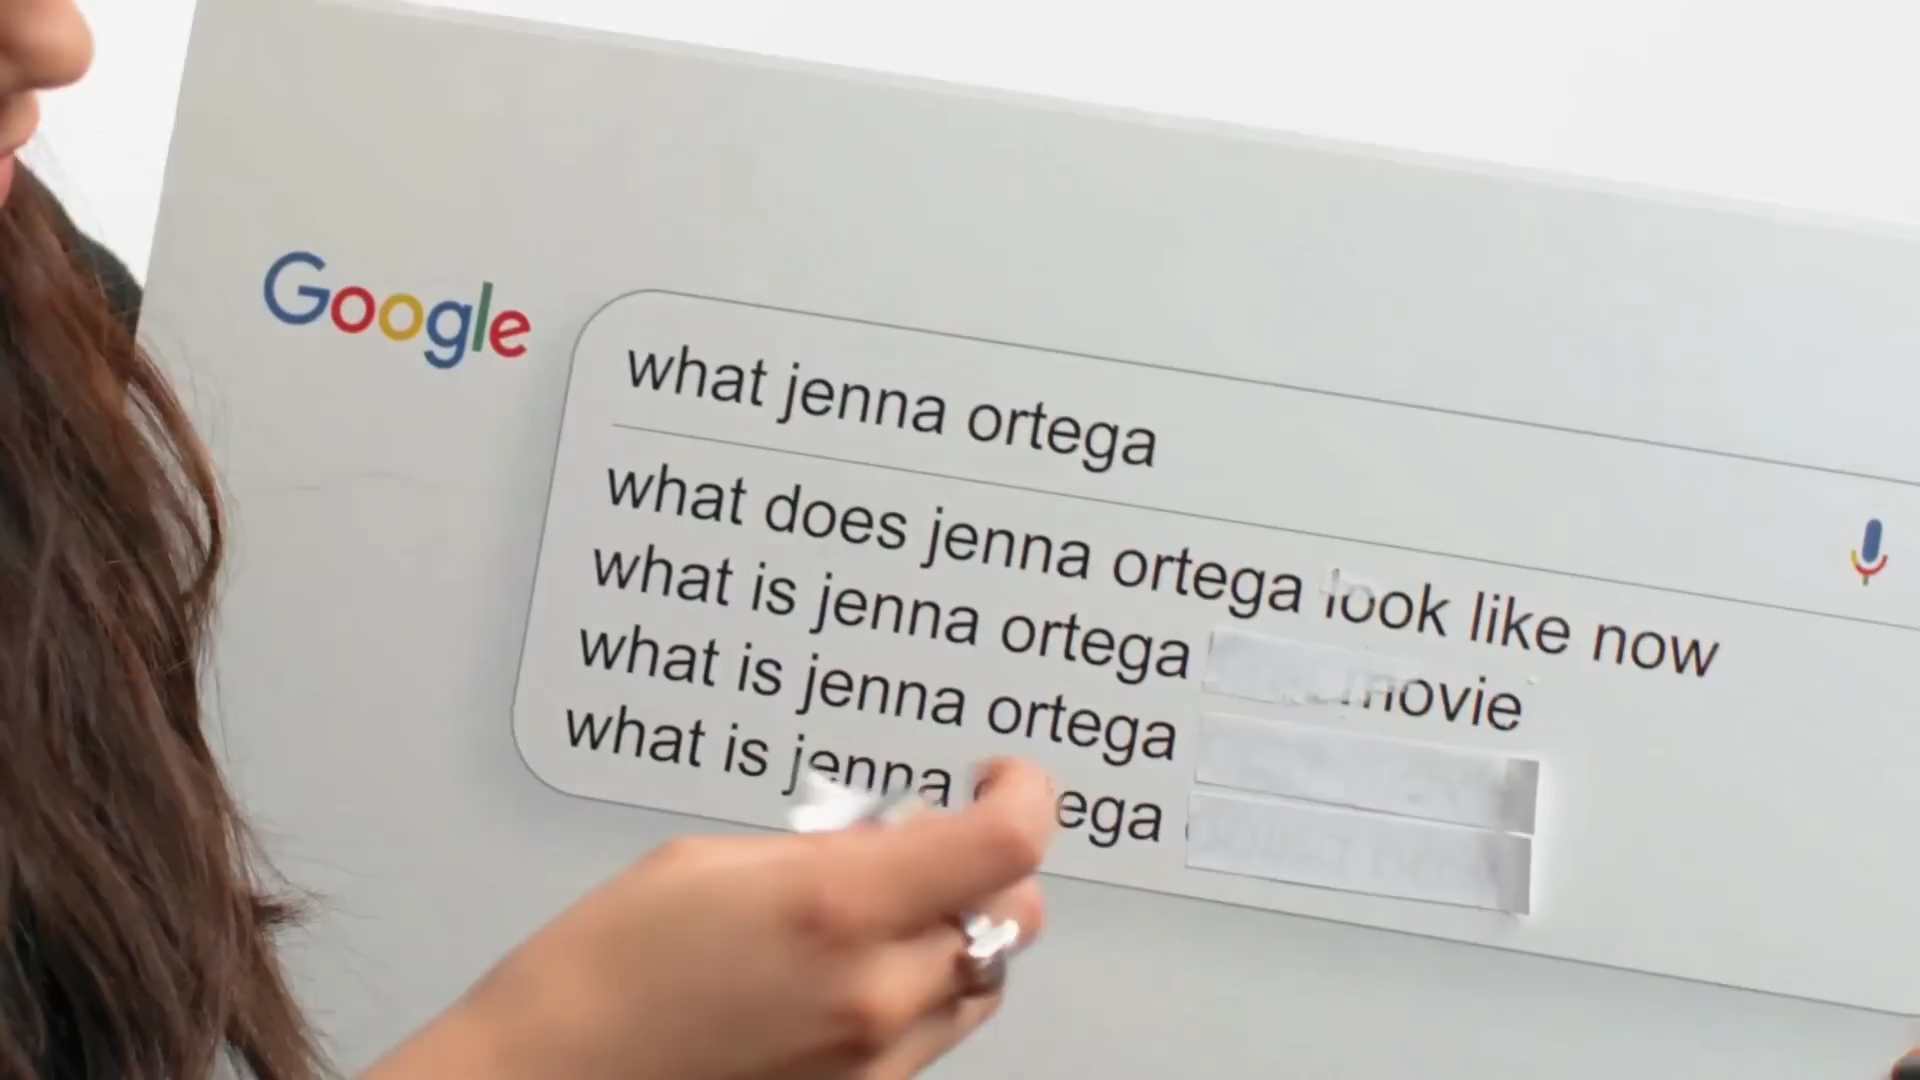 Google
what jenna ortega
what does jenna ortega look like now
what is jenna ortega movie
what is jenna ortega
what is jenna